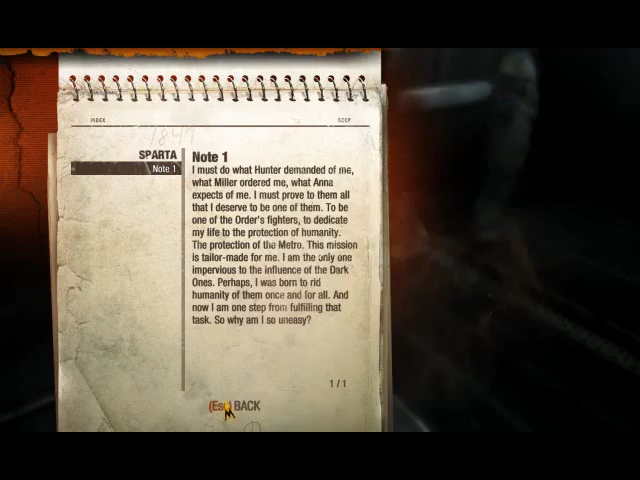 INDEX
SPARTA
Note 1
Note 1
I must do what Hunter demanded of me,
what Miller ordered me, what Anna
expects of me. I must prove to them all
that I deserve to be one of them. To be
one of the Order's fighters, to dedicate
my life to the protection of humanity.
The protection of the Metro. This mission
is tailor-made for me. I am the only one
impervious to the influence of the Dark
Ones. Perhaps, I was born to rid
humanity of them once and for all. And
now I am one step from fulfilling that
task. So why am I so uneasy?
1 / 1
BACK